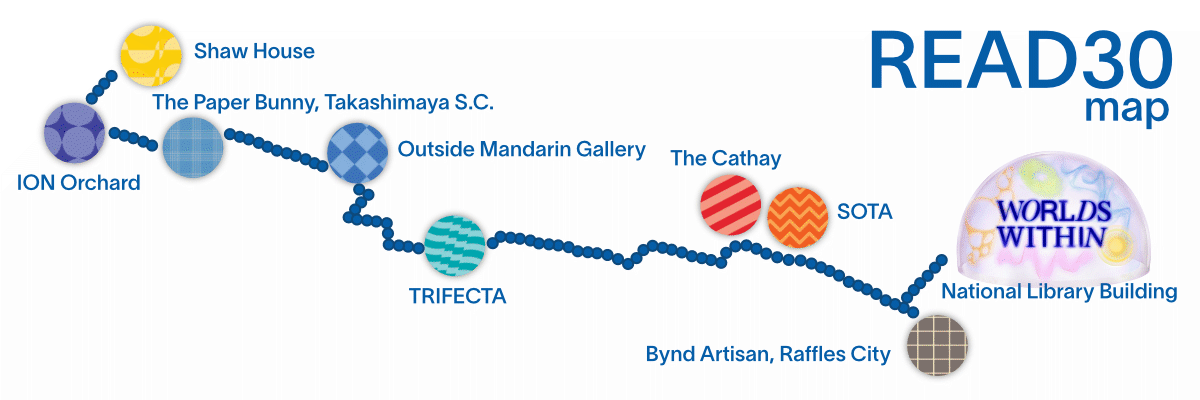 READ30
map
Shaw House
The Paper Bunny, Takashimaya S.C.
ION Orchard
Outside Mandarin Gallery
The Cathay
SOTA
TRIFECTA
WORLDS
WITHIN
National Library Building
Bynd Artisan, Raffles City